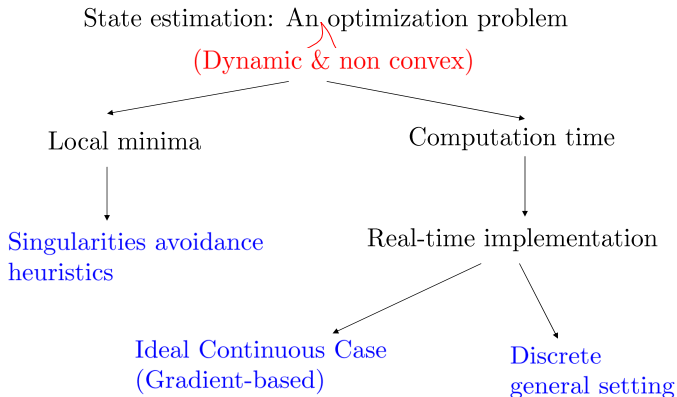 State estimation: An optimization problem
(Dynamic & non convex)
Local minima
Computation time
Singularities avoidance
heuristics
Real-time implementation
Ideal Continuous Case
(Gradient-based)
Discrete
general setting